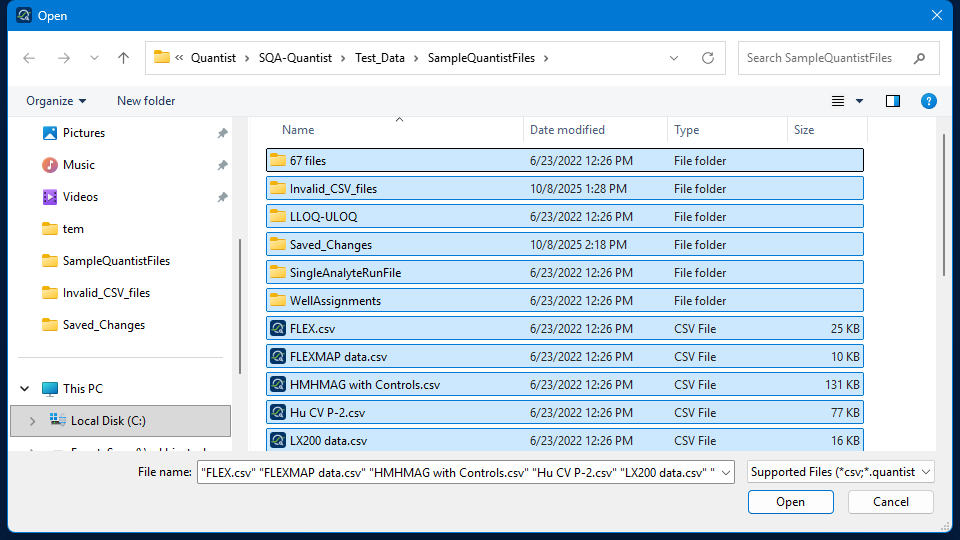 Open
« Quantist › SQA-Quantist › Test_Data › SampleQuantistFiles ›
Search SampleQuantistFiles
Organize
New folder
Pictures
Music
Videos
tem
SampleQuantistFiles
Invalid_CSV_files
Saved_Changes
This PC
Local Disk (C:)
Name Date modified Type Size
67 files 6/23/2022 12:26 PM File folder
Invalid_CSV_files 10/8/2025 1:28 PM File folder
LLOQ-ULOQ 6/23/2022 12:26 PM File folder
Saved_Changes 10/8/2025 2:18 PM File folder
SingleAnalyteRunFile 6/23/2022 12:26 PM File folder
WellAssignments 6/23/2022 12:26 PM File folder
FLEX.csv 6/23/2022 12:26 PM CSV File 25 KB
FLEXMAP data.csv 6/23/2022 12:26 PM CSV File 10 KB
HMHMAG with Controls.csv 6/23/2022 12:26 PM CSV File 131 KB
Hu CV P-2.csv 6/23/2022 12:26 PM CSV File 77 KB
LX200 data.csv 6/23/2022 12:26 PM CSV File 16 KB
File name: "FLEX.csv" "FLEXMAP data.csv" "HMHMAG with Controls.csv" "Hu CV P-2.csv" "LX200 data.csv" "
Supported Files (*csv;*.quantist
Open
Cancel